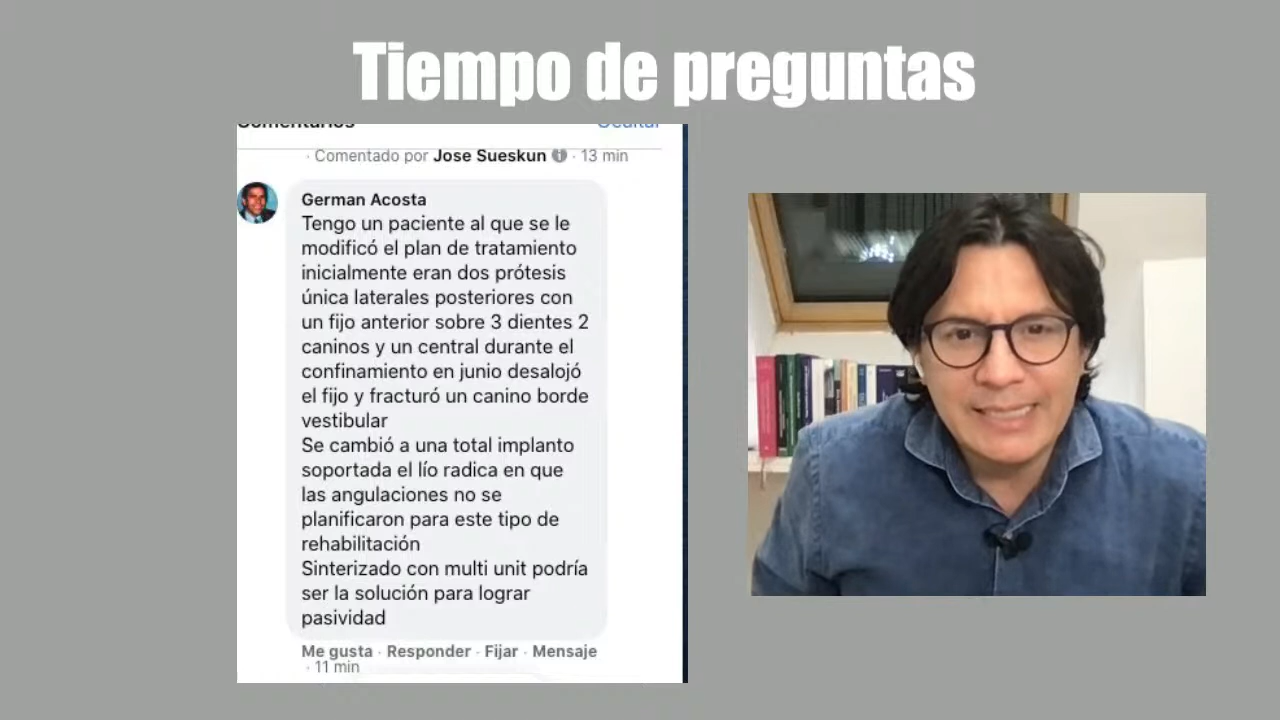 Tiempo de preguntas
Comentarios Ocultar
· Comentado por Jose Sueskun · 13 min
German Acosta
Tengo un paciente al que se le
modificó el plan de tratamiento
inicialmente eran dos prótesis
única laterales posteriores con
un fijo anterior sobre 3 dientes 2
caninos y un central durante el
confinamiento en junio desalojó
el fijo y fracturó un canino borde
vestibular
Se cambió a una total implanto
soportada el lío radica en que
las angulaciones no se
planificaron para este tipo de
rehabilitación
Sinterizado con multi unit podría
ser la solución para lograr
pasividad
Me gusta · Responder · Fijar · Mensaje
· 11 min